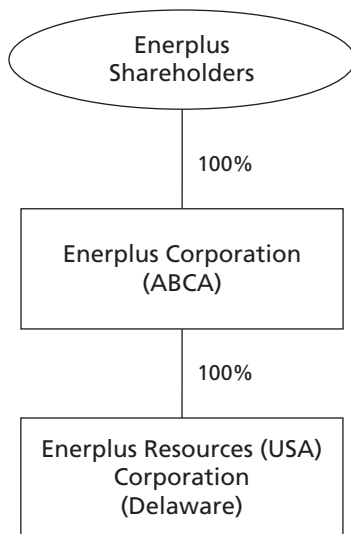 Enerplus
Shareholders
100%
Enerplus Corporation
(ABCA)
100%
Enerplus Resources (USA)
Corporation
(Delaware)